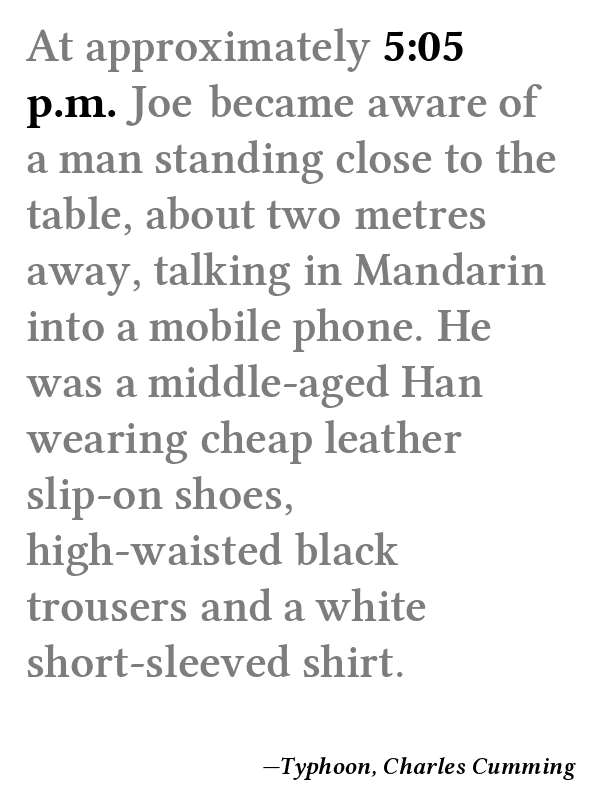 At approximately 5:05
p.m. Joe became aware of
a man standing close to the
table, about two metres
away, talking in Mandarin
into a mobile phone. He
was a middle-aged Han
wearing cheap leather
slip-on shoes,
high-waisted black
trousers and a white
short-sleeved shirt.
—Typhoon, Charles Cumming